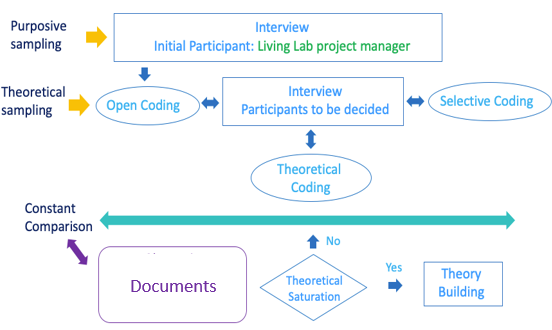 Purposive
sampling
Interview
Initial Participant: Living Lab project manager
Theoretical
sampling
Open Coding
Interview
Participants to be decided
Selective Coding
Theoretical
Coding
Constant
Comparison
No
Documents
Theoretical
Saturation
Yes
Theory
Building